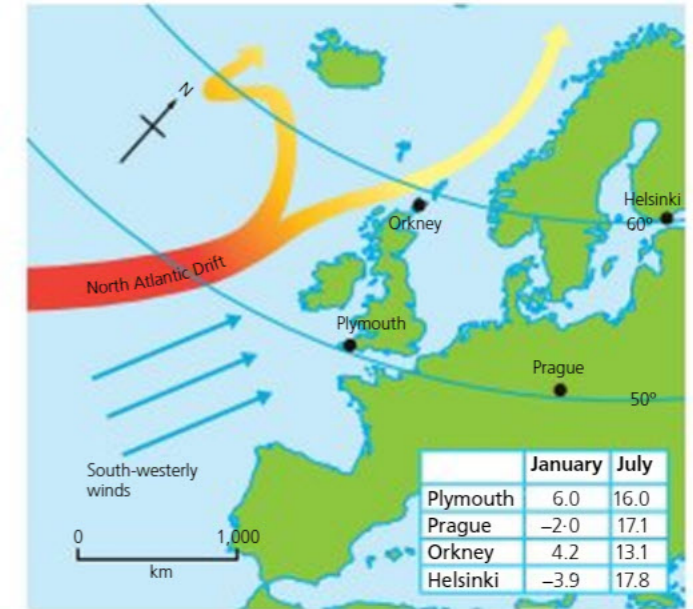 N
Helsinki
60°
Orkney
North Atlantic Drift
Plymouth
Prague
50°
South-westerly
winds
0 1,000
km
January July
Plymouth 6.0 16.0
Prague –2·0 17.1
Orkney 4.2 13.1
Helsinki –3.9 17.8